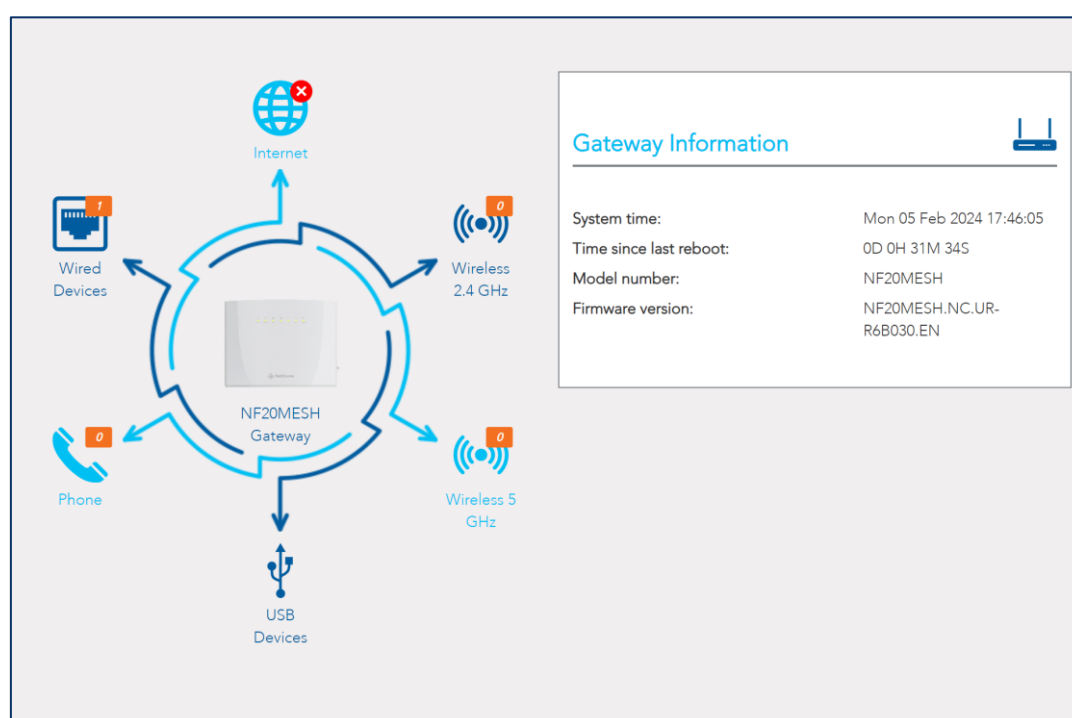 Internet
1
Wired
Devices
0
Wireless
2.4 GHz
NF20MESH
Gateway
0
Phone
0
Wireless 5
GHz
USB
Devices
Gateway Information
System time: Mon 05 Feb 2024 17:46:05
Time since last reboot: 0D 0H 31M 34S
Model number: NF20MESH
Firmware version: NF20MESH.NC.UR-
R6B030.EN